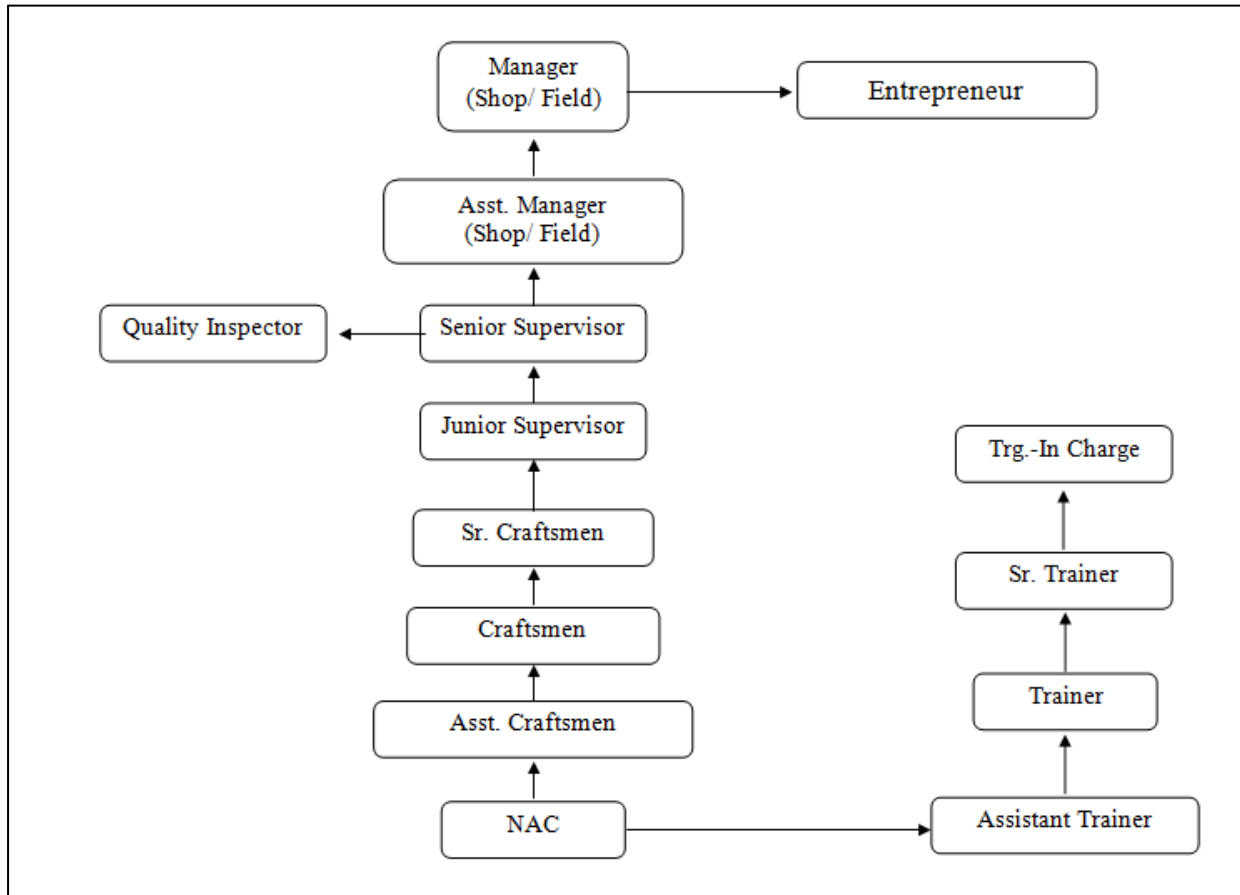 Manager
(Shop/ Field)
Entrepreneur
Asst. Manager
(Shop/ Field)
Quality Inspector
Senior Supervisor
Junior Supervisor
Trg.-In Charge
Sr. Craftsmen
Sr. Trainer
Craftsmen
Trainer
Asst. Craftsmen
NAC
Assistant Trainer